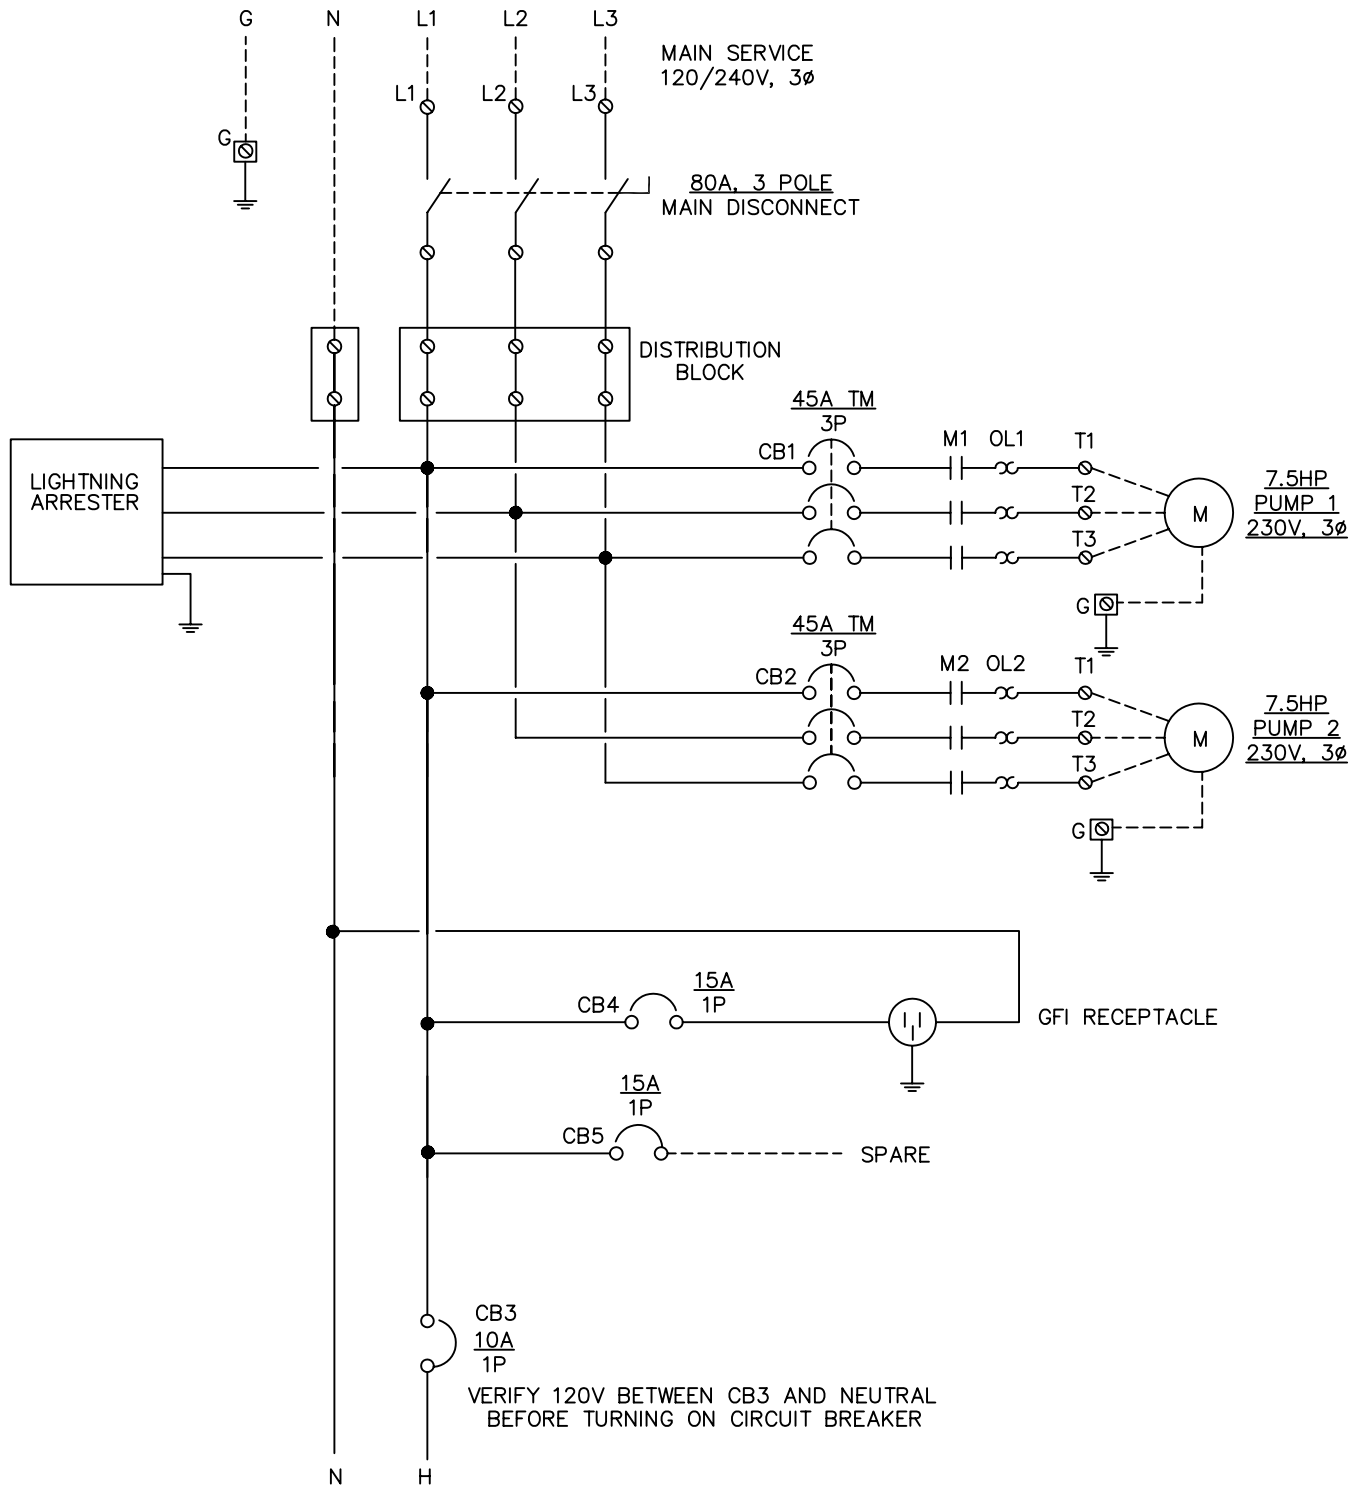 G N L1 L2 L3
MAIN SERVICE
120/240V, 3ø
L1 L2 L3
G
80A, 3 POLE
MAIN DISCONNECT
DISTRIBUTION
BLOCK
LIGHTNING
ARRESTER
45A TM
3P
CB1 M1 OL1 T1
T2
T3
M
7.5HP
PUMP 1
230V, 3ø
G
45A TM
3P
CB2 M2 OL2 T1
T2
T3
M
7.5HP
PUMP 2
230V, 3ø
G
15A
1P
CB4
GFI RECEPTACLE
15A
1P
CB5
SPARE
CB3
10A
1P
VERIFY 120V BETWEEN CB3 AND NEUTRAL
BEFORE TURNING ON CIRCUIT BREAKER
N H